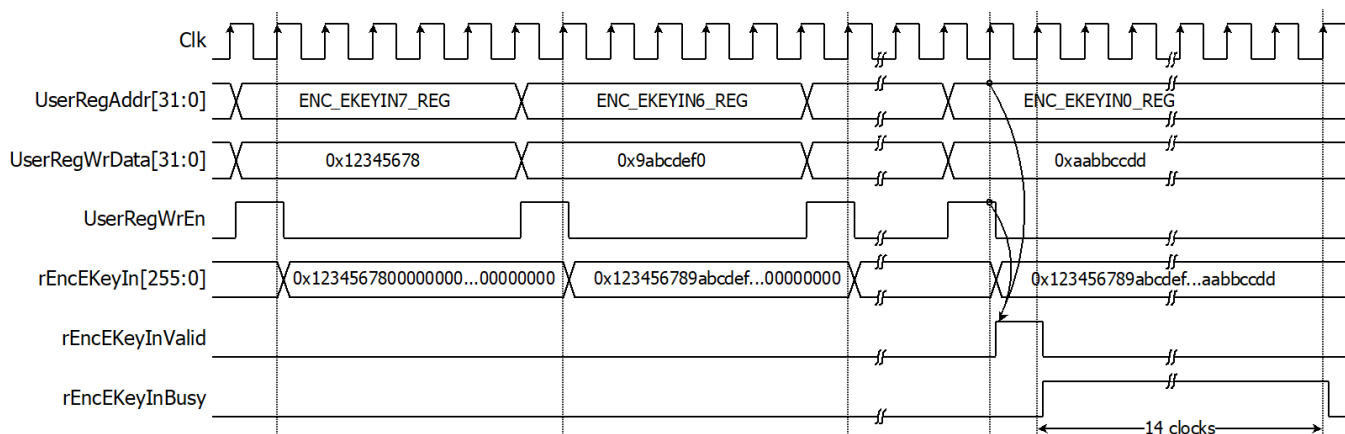 Clk
UserRegAddr[31:0] ENC_EKEYIN7_REG ENC_EKEYIN6_REG ENC_EKEYIN0_REG
UserRegWrData[31:0] 0x12345678 0x9abcdef0 0xaabbccdd
UserRegWrEn
rEncEKeyIn[255:0] 0x1234567800000000...00000000 0x123456789abcdef...00000000 0x123456789abcdef...aabbccdd
rEncEKeyInValid
rEncEKeyInBusy
14 clocks